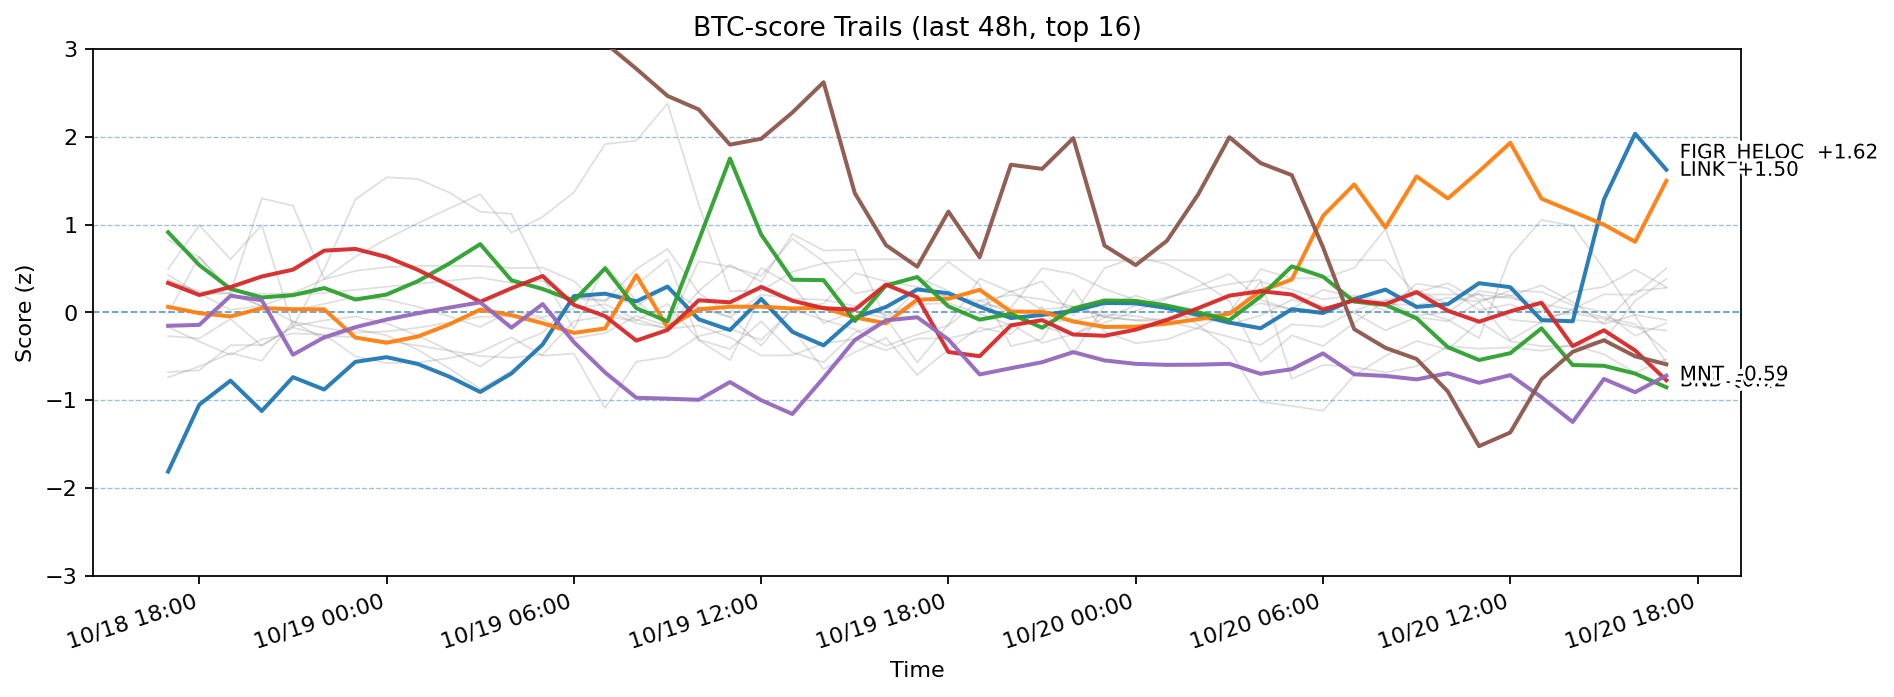 BTC-score Trails (last 48h, top 16)
Score (z)
3
2
1
0
−1
−2
−3
FIGR_HELOC +1.62
LINK +1.50
MNT -0.59
10/18 18:00
10/19 00:00
10/19 06:00
10/19 12:00
10/19 18:00
10/20 00:00
10/20 06:00
10/20 12:00
10/20 18:00
Time